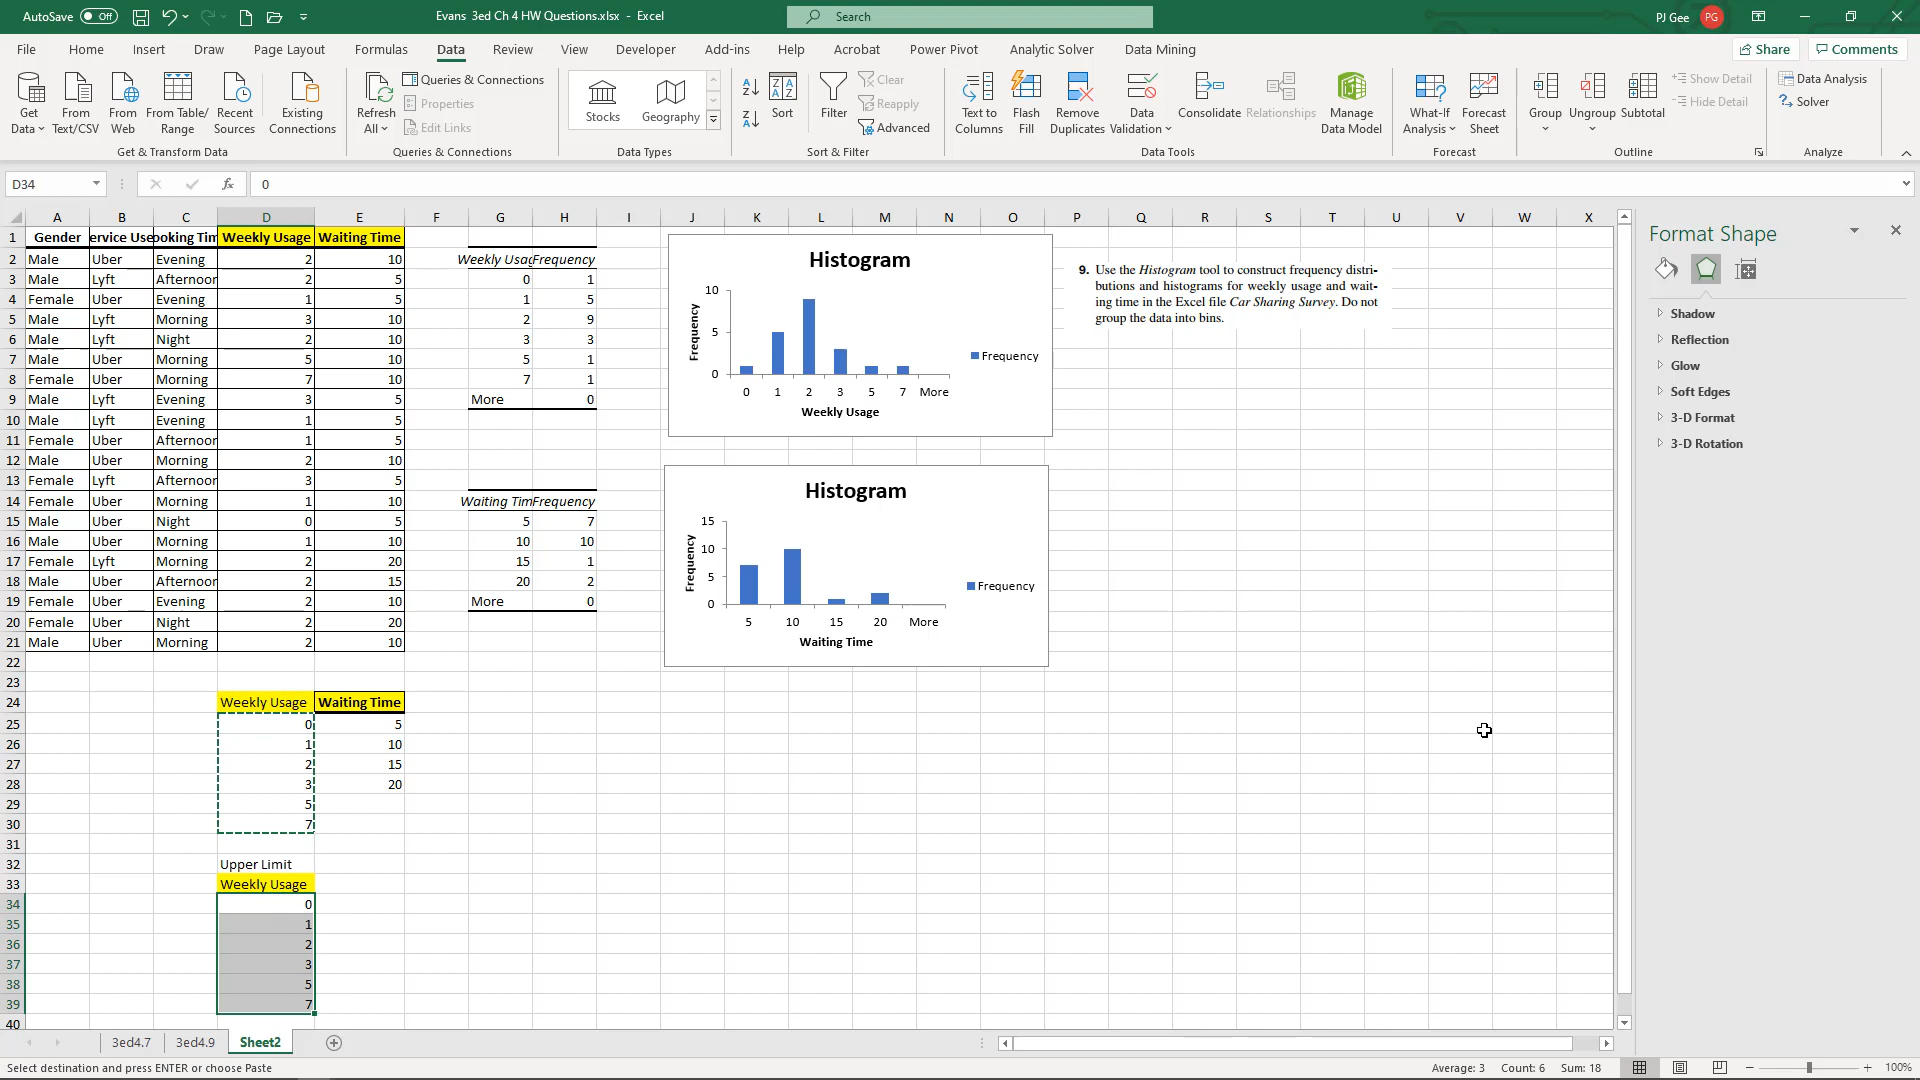 AutoSave Off
Evans 3ed Ch 4 HW Questions.xlsx - Excel
Search
PJ Gee PG
File Home Insert Draw Page Layout Formulas Data Review View Developer Add-ins Help Acrobat Power Pivot Analytic Solver Data Mining Share Comments
Get Data
From Text/CSV
From Web
From Table/ Range
Recent Sources
Existing Connections
Get & Transform Data
Refresh All
Queries & Connections
Properties
Edit Links
Queries & Connections
Stocks
Geography
Data Types
Sort
Filter
Clear
Reapply
Advanced
Sort & Filter
Text to Columns
Flash Fill
Remove Duplicates
Data Validation
Consolidate
Relationships
Manage Data Model
Data Tools
What-If Analysis
Forecast Sheet
Forecast
Group
Ungroup
Subtotal
Show Detail
Hide Detail
Outline
Data Analysis
Solver
Analyze
D34 fx 0
A B C D E F G H I J K L M N O P Q R S T U V W X
1 Gender ervice Use ooking Tim Weekly Usage Waiting Time
2 Male Uber Evening 2 10 Weekly Usag Frequency
3 Male Lyft Afternoor 2 5 0 1
4 Female Uber Evening 1 5 1 5
5 Male Lyft Morning 3 10 2 9
6 Male Lyft Night 2 10 3 3
7 Male Uber Morning 5 10 5 1
8 Female Uber Morning 7 10 7 1
9 Male Lyft Evening 3 5 More 0
10 Male Lyft Evening 1 5
11 Female Uber Afternoor 1 5
12 Male Uber Morning 2 10
13 Female Lyft Afternoor 3 5
14 Female Uber Morning 1 10 Waiting Tim Frequency
15 Male Uber Night 0 5 5 7
16 Male Uber Morning 1 10 10 10
17 Female Lyft Morning 2 20 15 1
18 Male Uber Afternoor 2 15 20 2
19 Female Uber Evening 2 10 More 0
20 Female Uber Night 2 20
21 Male Uber Morning 2 10
22
23
24 Weekly Usage Waiting Time
25 0 5
26 1 10
27 2 15
28 3 20
29 5
30 7
31
32 Upper Limit
33 Weekly Usage
34 0
35 1
36 2
37 3
38 5
39 7
40
Histogram
Frequency
10
5
0
0 1 2 3 5 7 More
Weekly Usage
Frequency
Histogram
Frequency
15
10
5
0
5 10 15 20 More
Waiting Time
Frequency
9. Use the Histogram tool to construct frequency distri-
butions and histograms for weekly usage and wait-
ing time in the Excel file Car Sharing Survey. Do not
group the data into bins.
Format Shape
Shadow
Reflection
Glow
Soft Edges
3-D Format
3-D Rotation
3ed4.7 3ed4.9 Sheet2
Select destination and press ENTER or choose Paste
Average: 3 Count: 6 Sum: 18
100%